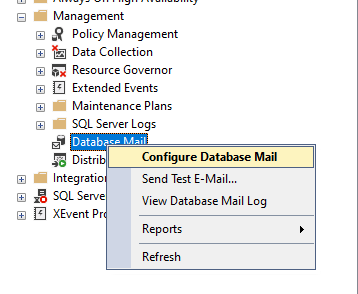 Always On High Availability
Management
Policy Management
Data Collection
Resource Governor
Extended Events
Maintenance Plans
SQL Server Logs
Database Mail
Configure Database Mail
Distrib
Send Test E-Mail...
Integration
SQL Serve
View Database Mail Log
XEvent Pro
Reports
Refresh